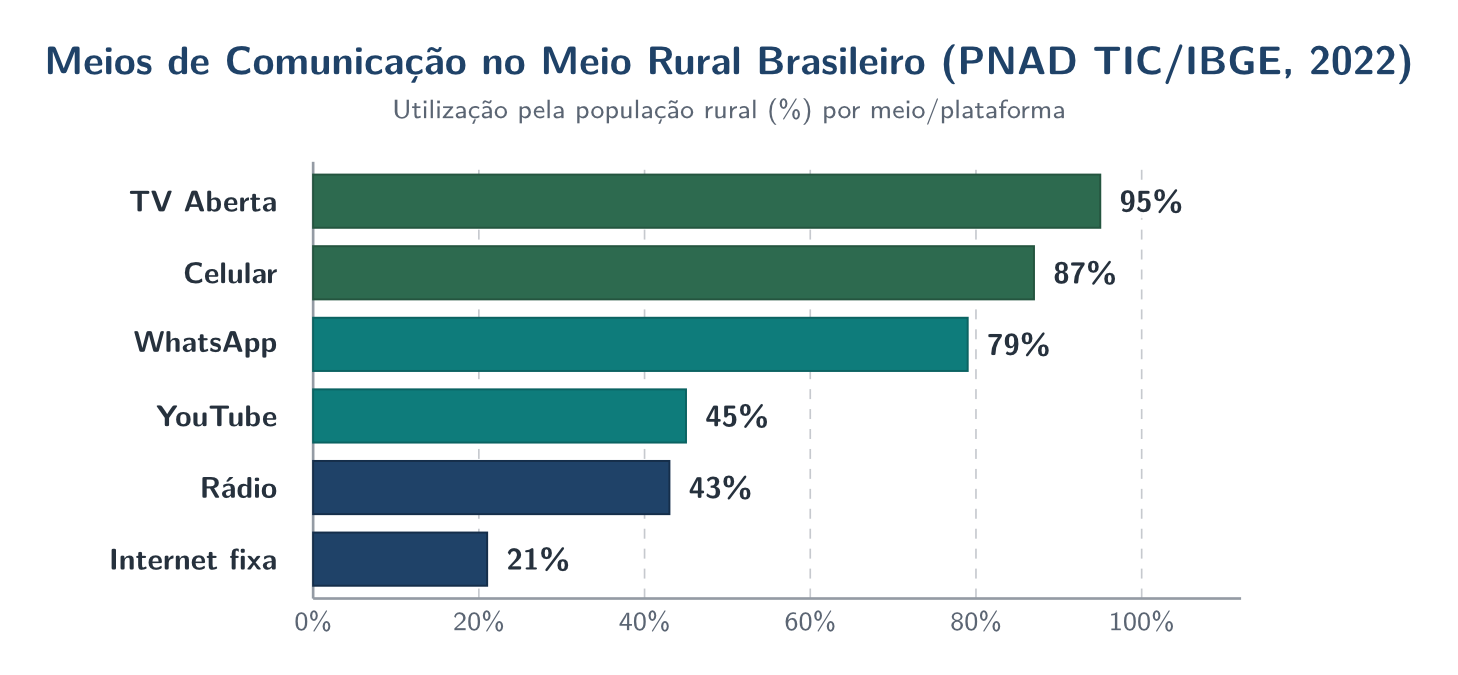 Meios de Comunicação no Meio Rural Brasileiro (PNAD TIC/IBGE, 2022)
Utilização pela população rural (%) por meio/plataforma
TV Aberta 95%
Celular 87%
WhatsApp 79%
YouTube 45%
Rádio 43%
Internet fixa 21%
0% 20% 40% 60% 80% 100%